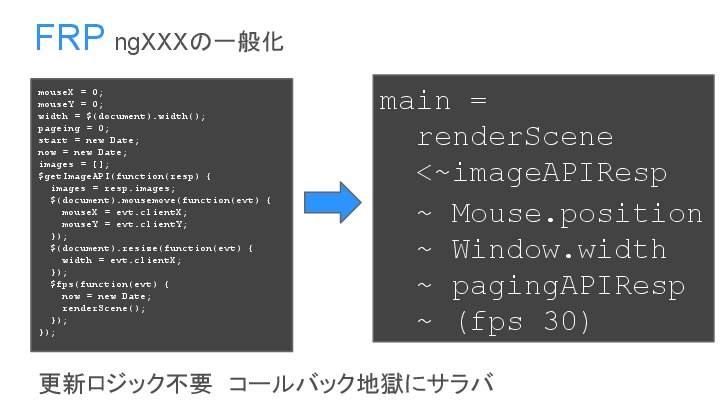 FRP ngXXXの一般化
mouseX = 0;
mouseY = 0;
width = $(document).width();
pageing = 0;
start = new Date;
now = new Date;
images = [];
$getImageAPI(function(resp) {
images = resp.images;
$(document).mousemove(function(evt) {
mouseX = evt.clientX;
mouseY = evt.clientY;
});
$(document).resize(function(evt) {
width = evt.clientX;
});
$fps(function(evt) {
now = new Date;
renderScene();
});
});
main =
renderScene
<~imageAPIResp
~ Mouse.position
~ Window.width
~ pagingAPIResp
~ (fps 30)
更新ロジック不要 コールバック地獄にサラバ